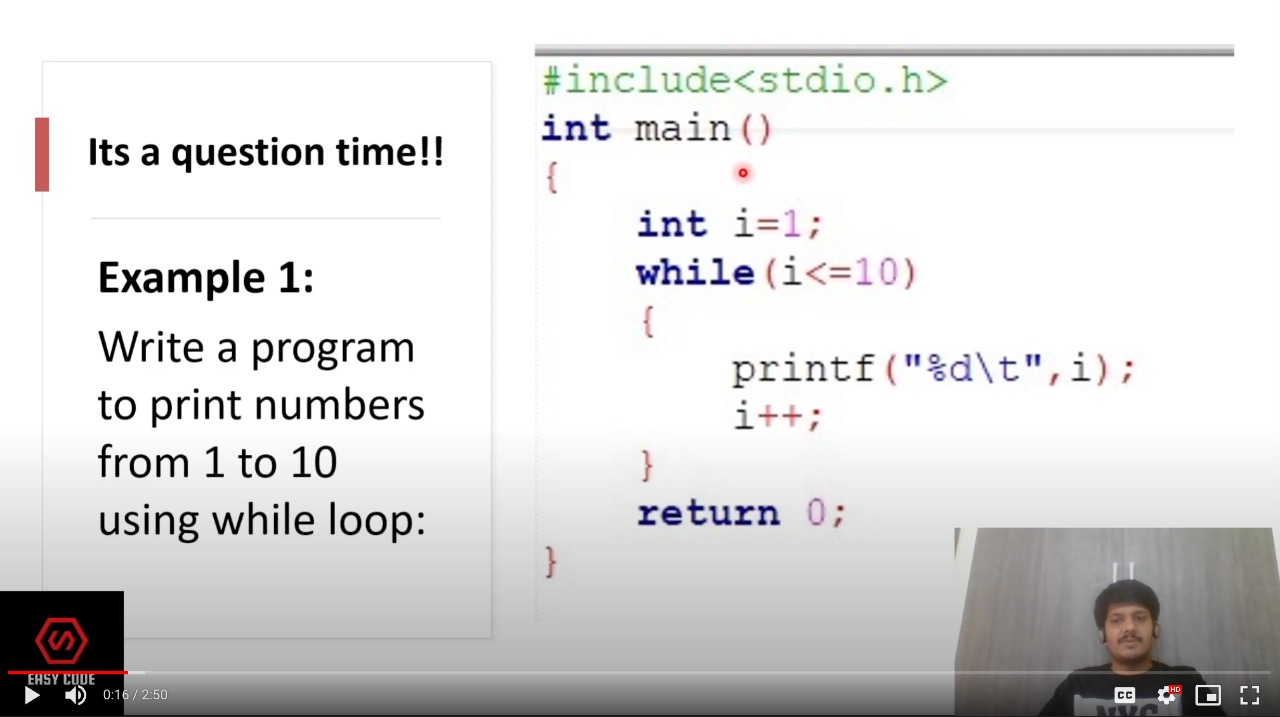 Its a question time!!
Example 1:
Write a program
to print numbers
from 1 to 10
using while loop:
#include<stdio.h>
int main()
{
int i=1;
while(i<=10)
{
printf("%d\t",i);
i++;
}
return 0;
}
EASY CODE
0:16 / 2:50
CC
HD